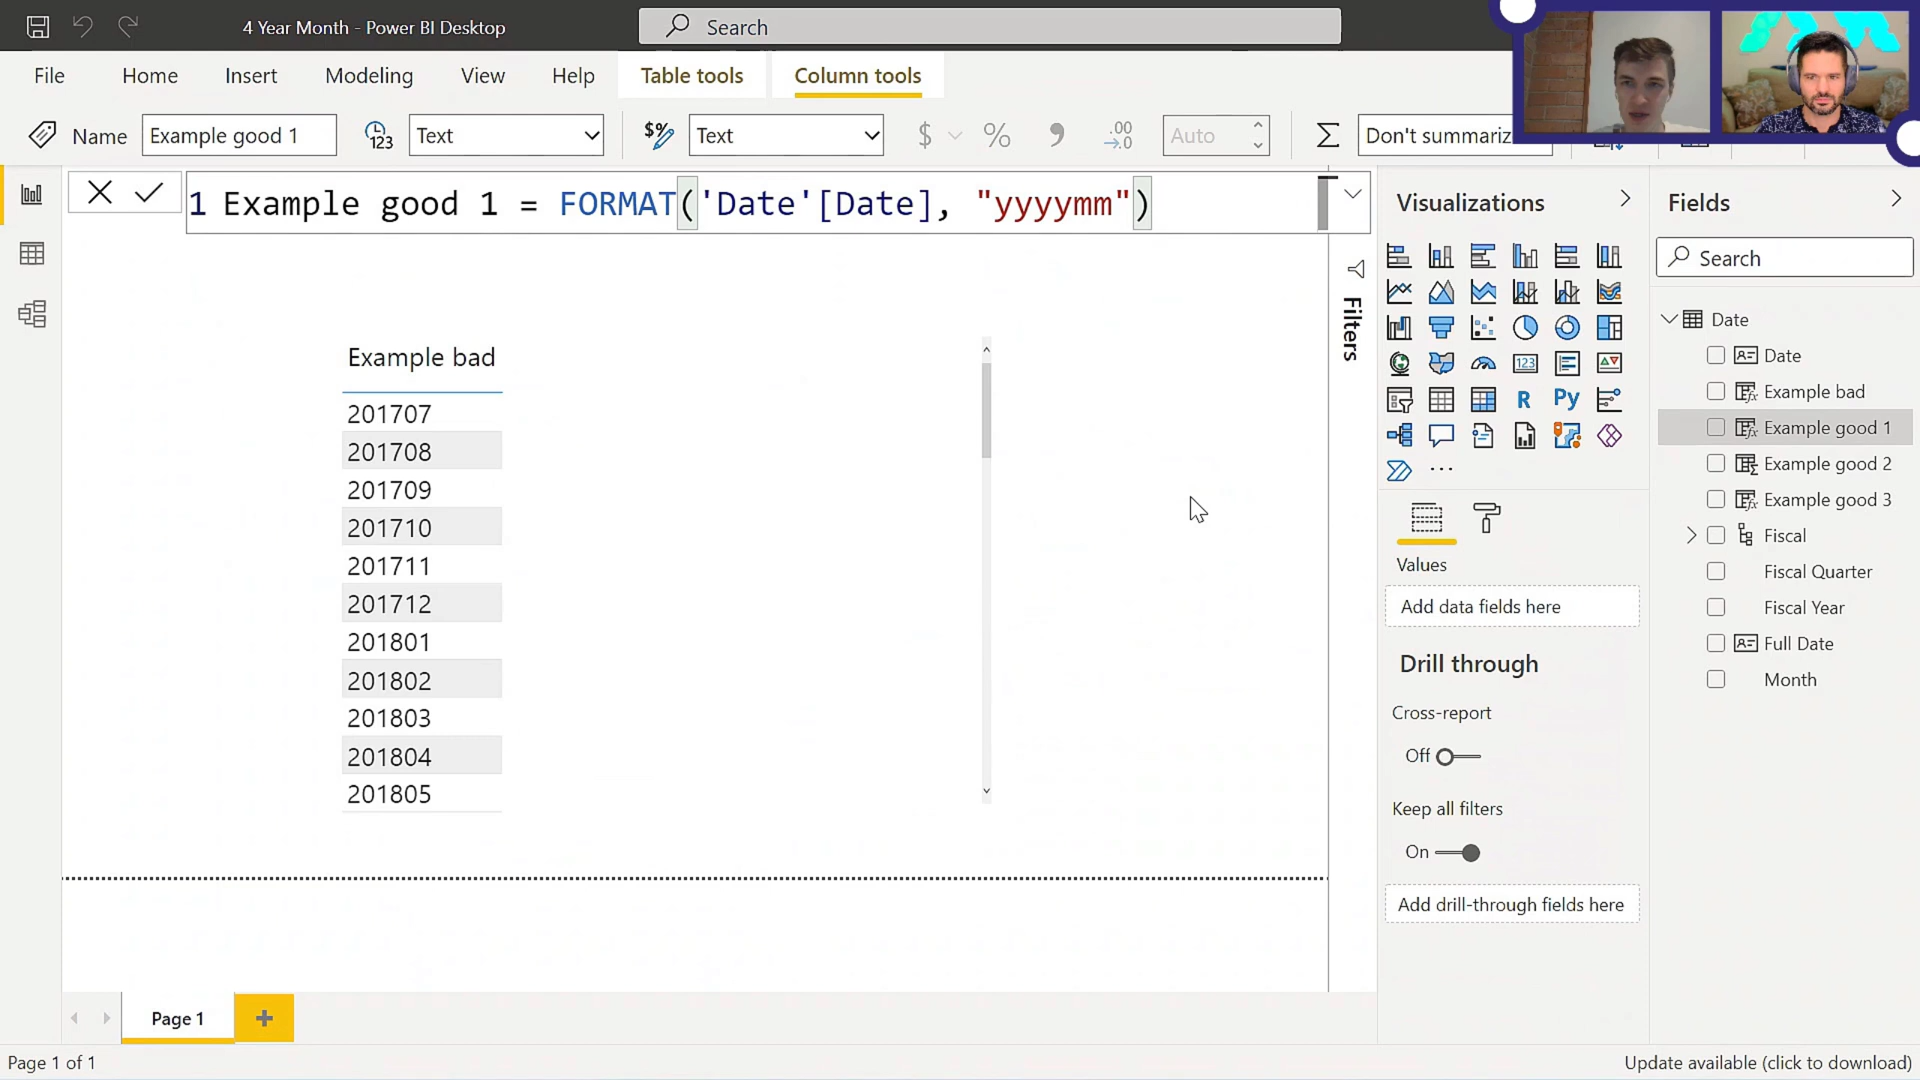 4 Year Month - Power BI Desktop
Search
File
Home
Insert
Modeling
View
Help
Table tools
Column tools
Name
Example good 1
Text
Text
$
%
Auto
Don't summariz
1 Example good 1 = FORMAT('Date'[Date], "yyyymm")
Example bad
201707
201708
201709
201710
201711
201712
201801
201802
201803
201804
201805
Filters
Visualizations
R
Py
123
Values
Add data fields here
Drill through
Cross-report
Off
Keep all filters
On
Add drill-through fields here
Fields
Search
Date
Date
Example bad
Example good 1
Example good 2
Example good 3
Fiscal
Fiscal Quarter
Fiscal Year
Full Date
Month
Page 1
Page 1 of 1
Update available (click to download)